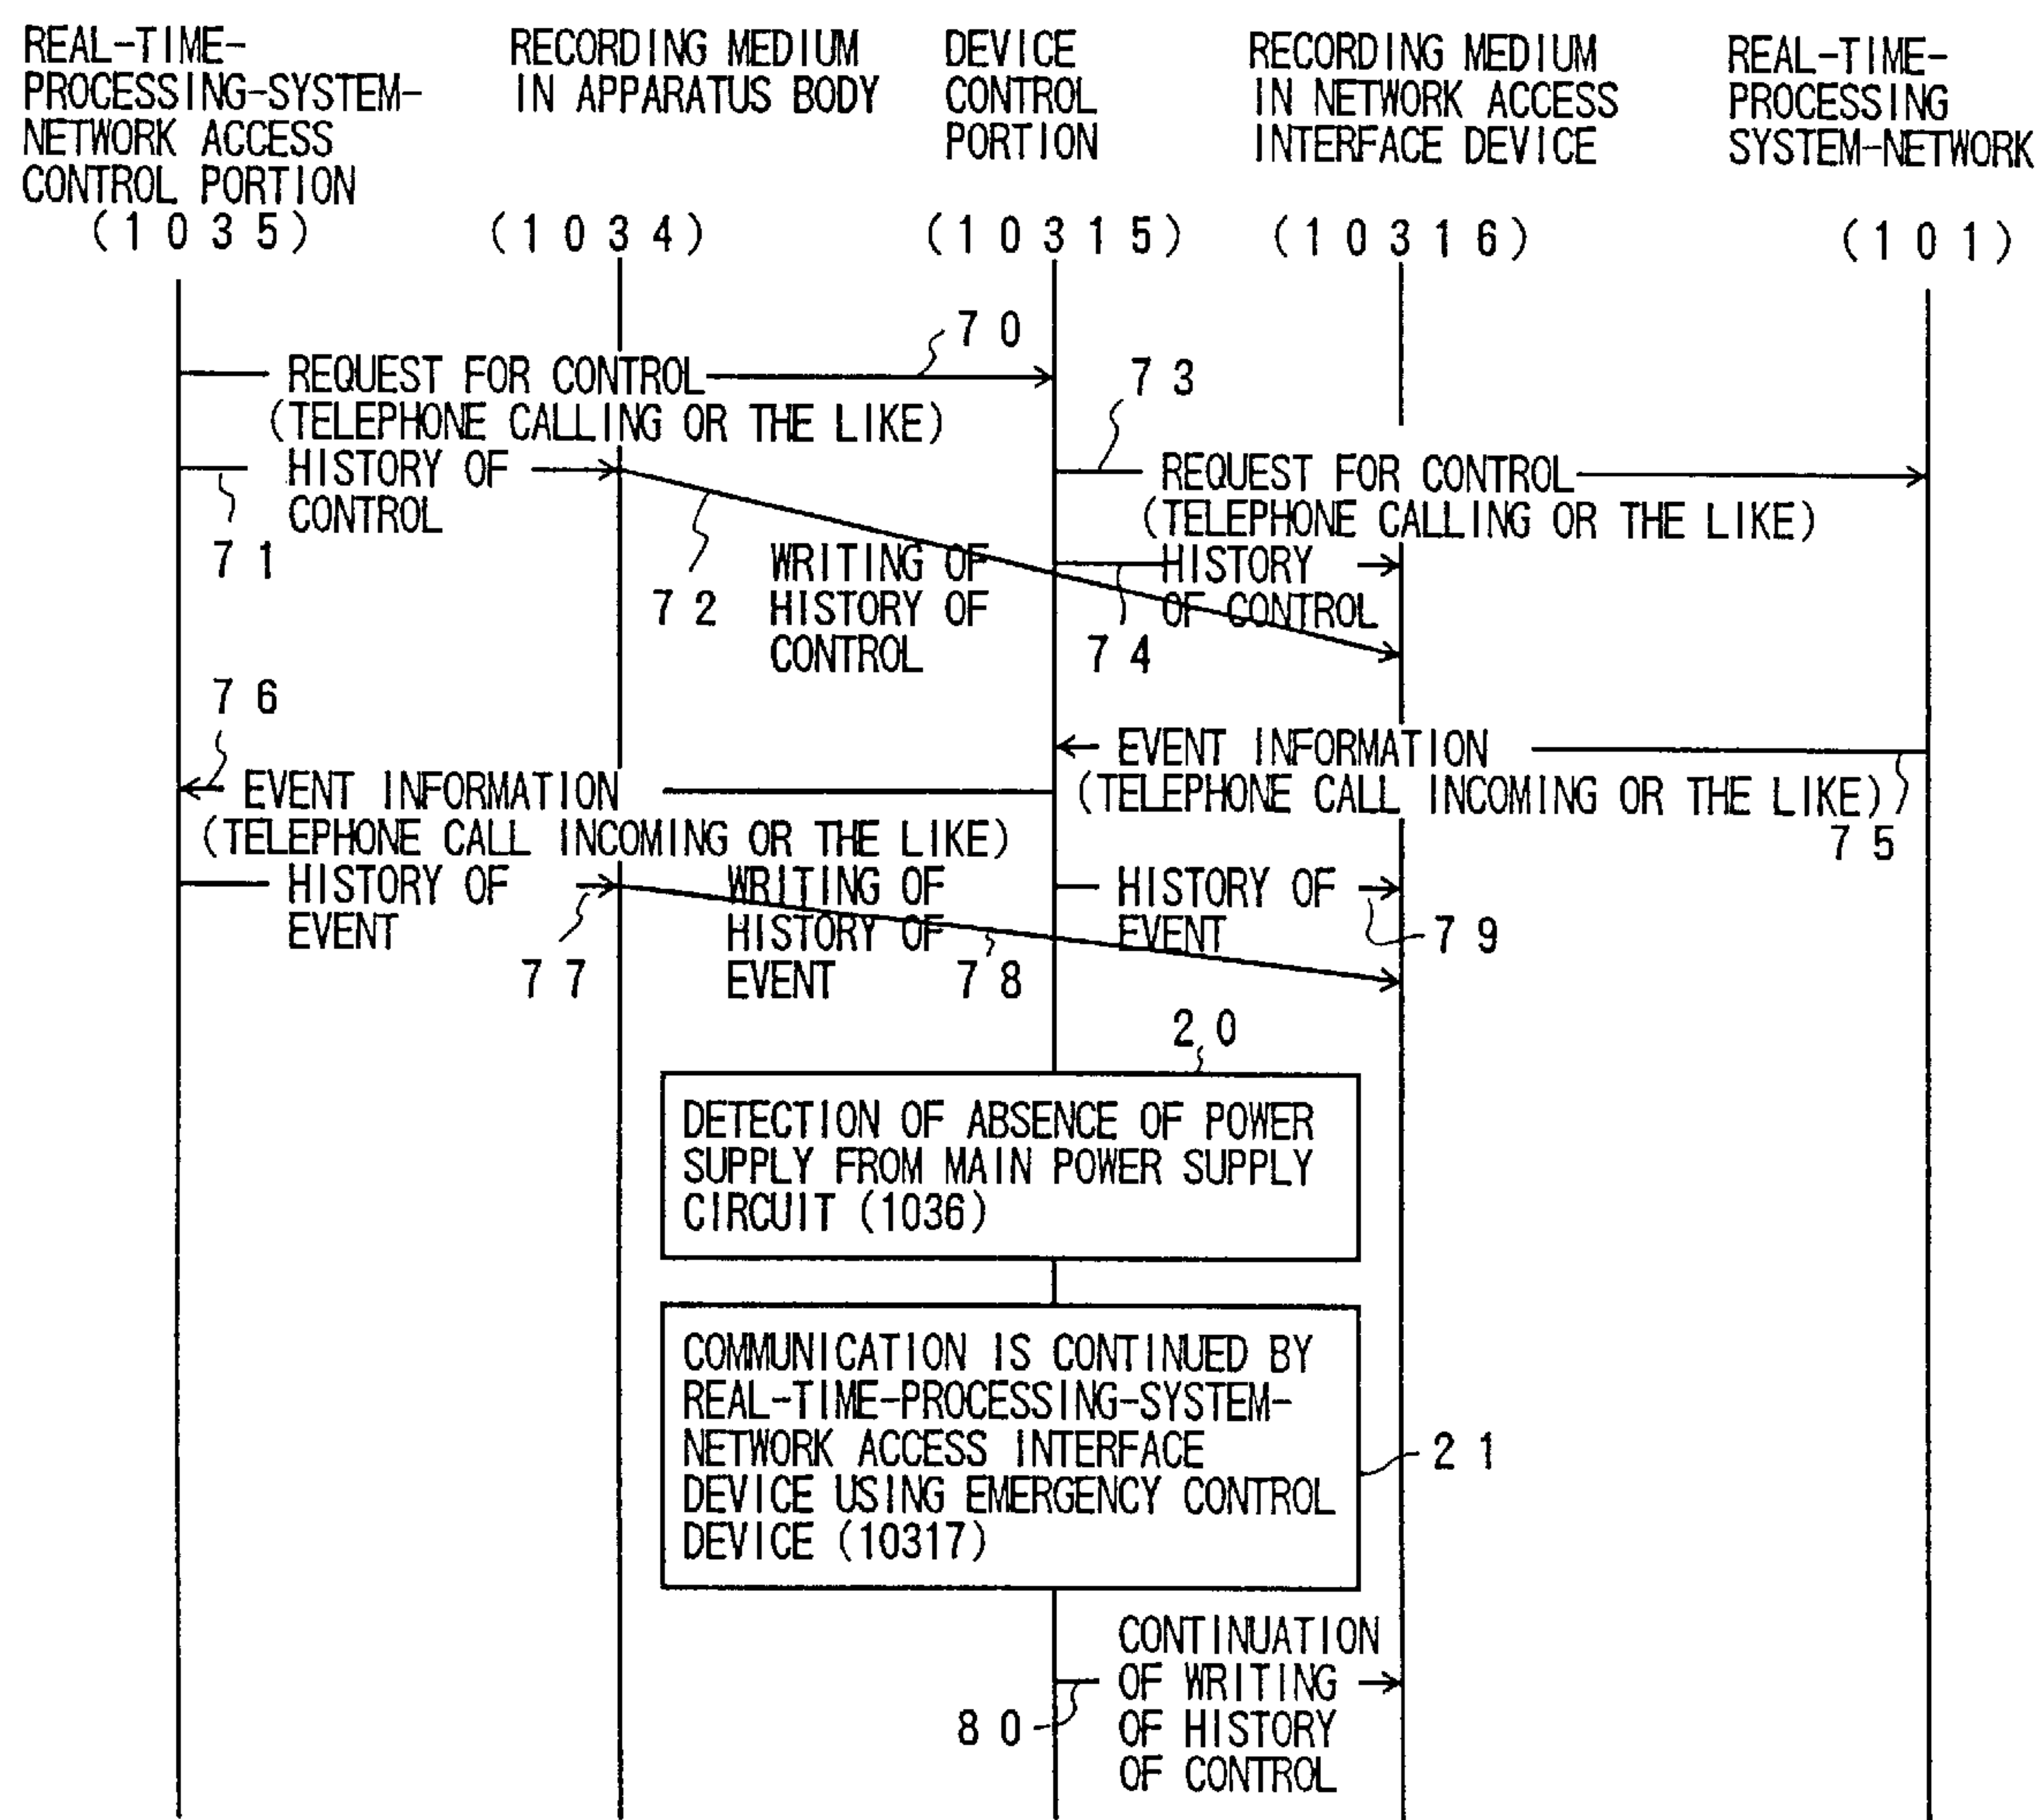 REAL-TIME-
PROCESSING-SYSTEM-
NETWORK ACCESS
CONTROL PORTION
(1035)
RECORDING MEDIUM
IN APPARATUS BODY
(1034)
DEVICE
CONTROL
PORTION
(10315)
RECORDING MEDIUM
IN NETWORK ACCESS
INTERFACE DEVICE
(10316)
REAL-TIME-
PROCESSING
SYSTEM-NETWORK
(101)
70
REQUEST FOR CONTROL
(TELEPHONE CALLING OR THE LIKE)
73
HISTORY OF
CONTROL
71
REQUEST FOR CONTROL
(TELEPHONE CALLING OR THE LIKE)
72
WRITING OF
HISTORY OF
CONTROL
HISTORY
OF CONTROL
74
76
EVENT INFORMATION
(TELEPHONE CALL INCOMING OR THE LIKE)
75
EVENT INFORMATION
(TELEPHONE CALL INCOMING OR THE LIKE)
HISTORY OF
EVENT
77
WRITING OF
HISTORY OF
EVENT
78
HISTORY OF
EVENT
79
20
DETECTION OF ABSENCE OF POWER
SUPPLY FROM MAIN POWER SUPPLY
CIRCUIT (1036)
COMMUNICATION IS CONTINUED BY
REAL-TIME-PROCESSING-SYSTEM-
NETWORK ACCESS INTERFACE
DEVICE USING EMERGENCY CONTROL
DEVICE (10317)
21
CONTINUATION
OF WRITING
OF HISTORY
OF CONTROL
80